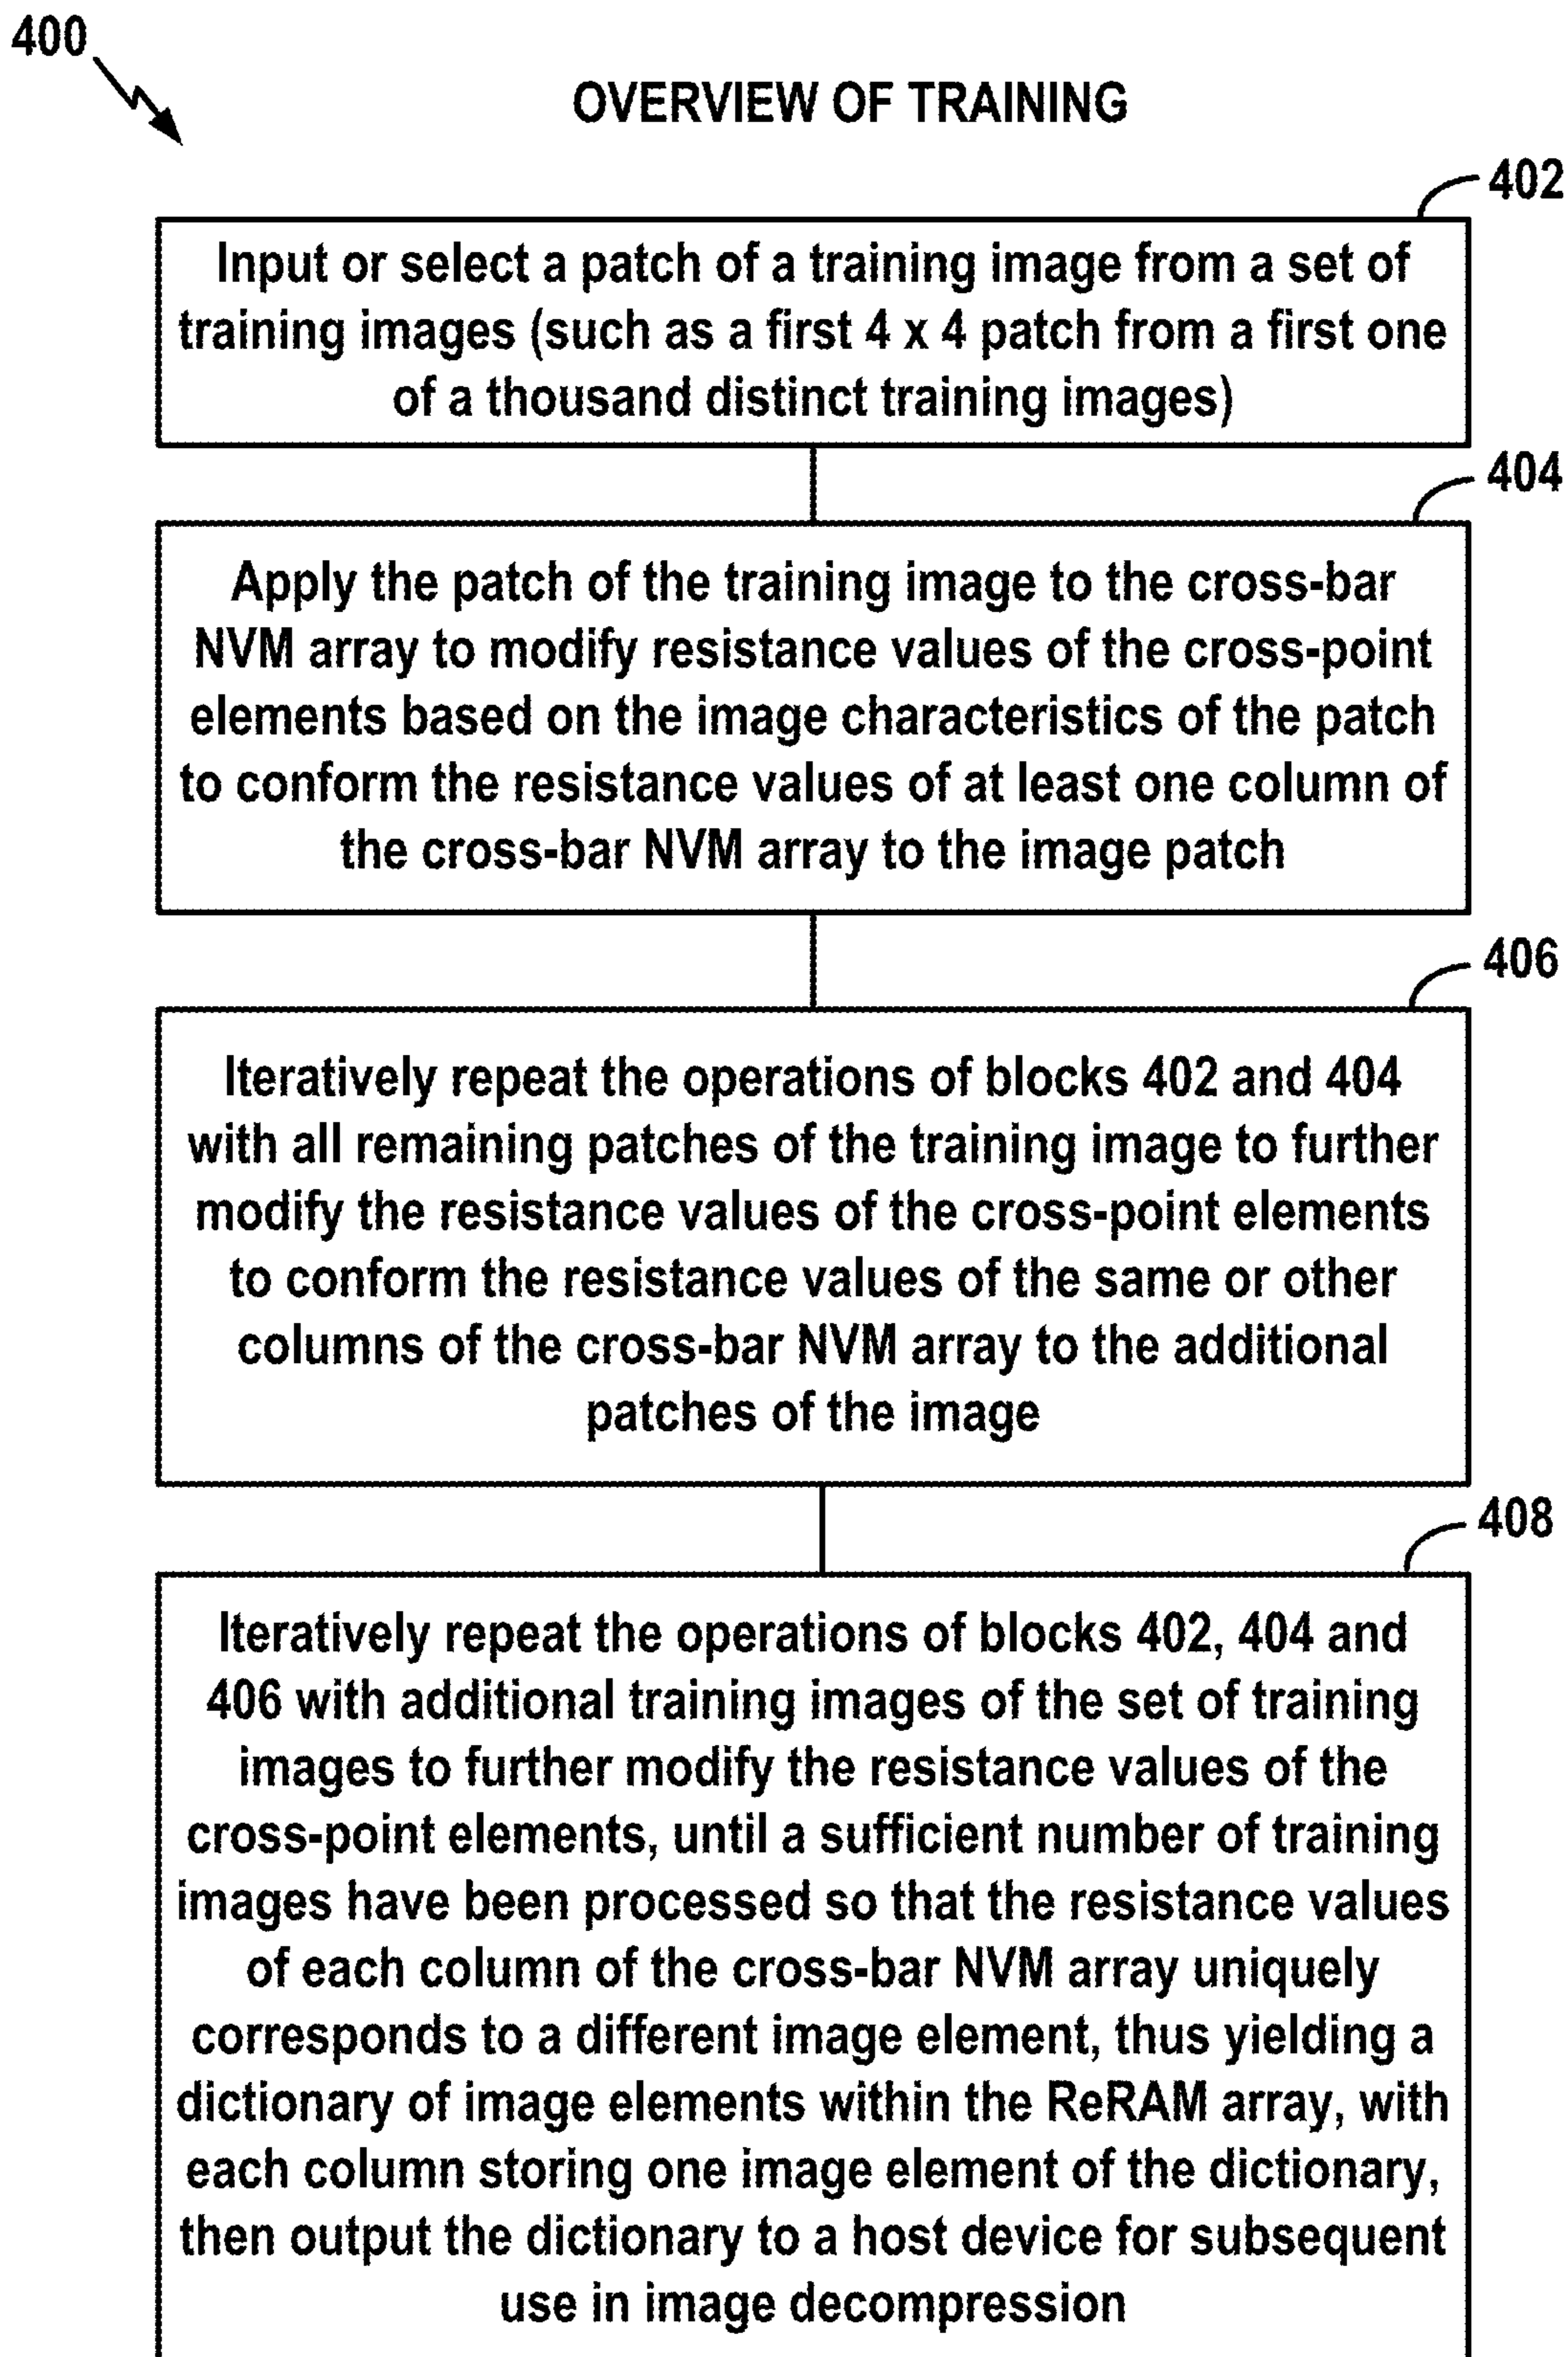 400
OVERVIEW OF TRAINING
402
Input or select a patch of a training image from a set of
training images (such as a first 4 x 4 patch from a first one
of a thousand distinct training images)
404
Apply the patch of the training image to the cross-bar
NVM array to modify resistance values of the cross-point
elements based on the image characteristics of the patch
to conform the resistance values of at least one column of
the cross-bar NVM array to the image patch
406
Iteratively repeat the operations of blocks 402 and 404
with all remaining patches of the training image to further
modify the resistance values of the cross-point elements
to conform the resistance values of the same or other
columns of the cross-bar NVM array to the additional
patches of the image
408
Iteratively repeat the operations of blocks 402, 404 and
406 with additional training images of the set of training
images to further modify the resistance values of the
cross-point elements, until a sufficient number of training
images have been processed so that the resistance values
of each column of the cross-bar NVM array uniquely
corresponds to a different image element, thus yielding a
dictionary of image elements within the ReRAM array, with
each column storing one image element of the dictionary,
then output the dictionary to a host device for subsequent
use in image decompression